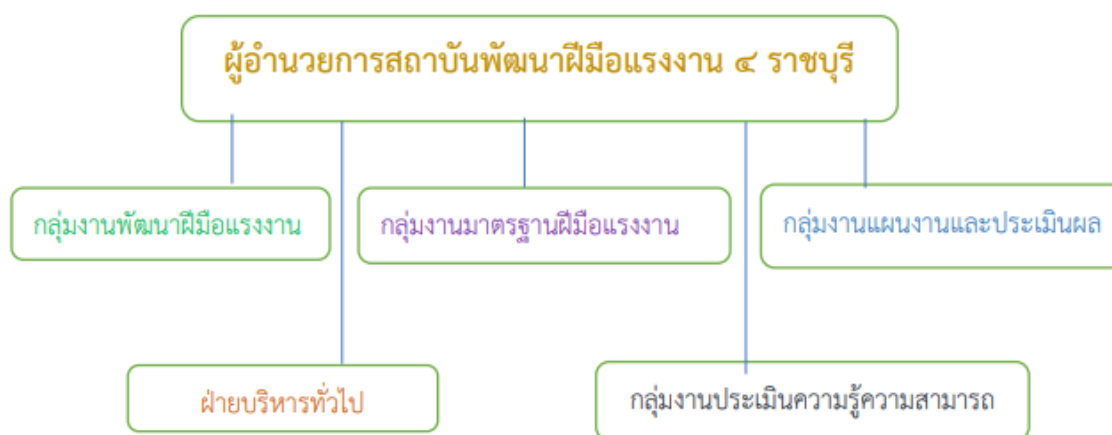 ผู้อำนวยการสถาบันพัฒนาฝีมือแรงงาน ๔ ราชบุรี
กลุ่มงานพัฒนาฝีมือแรงงาน
กลุ่มงานมาตรฐานฝีมือแรงงาน
กลุ่มงานแผนงานและประเมินผล
ฝ่ายบริหารทั่วไป
กลุ่มงานประเมินความรู้ความสามารถ